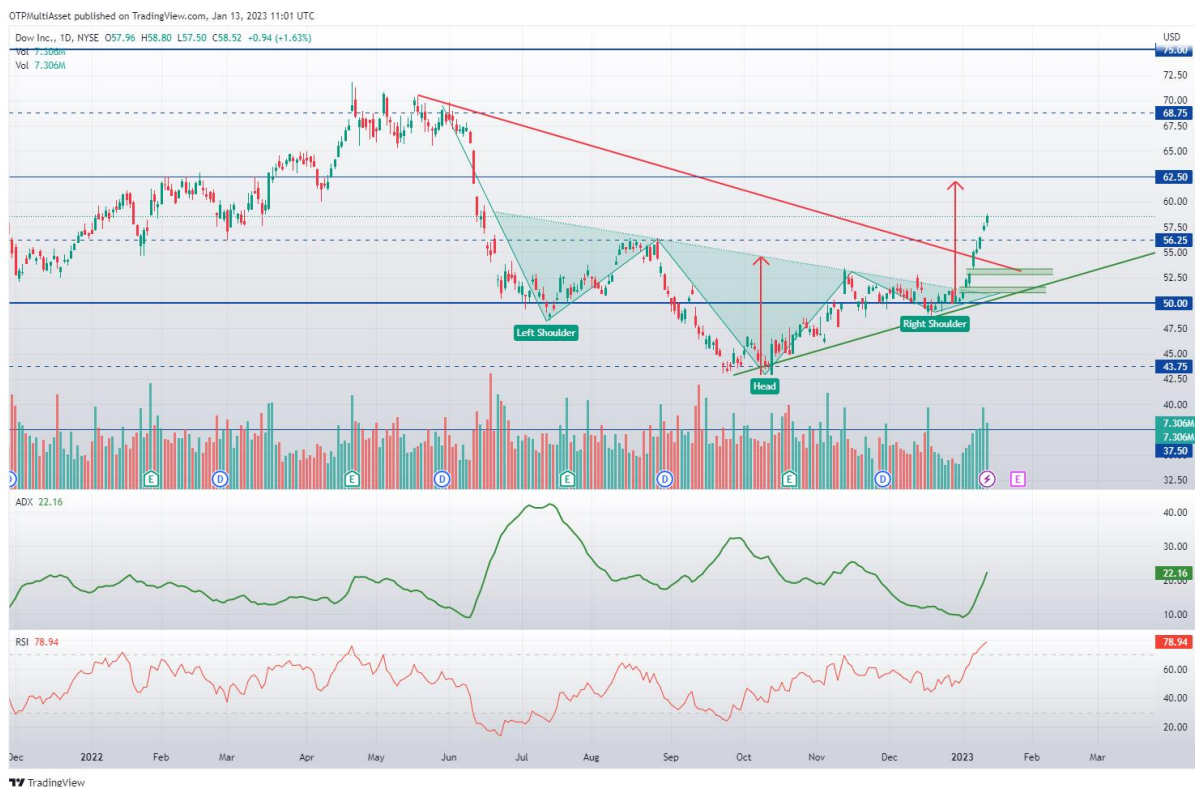 OTPMultiAsset published on TradingView.com, Jan 13, 2023 11:01 UTC
Dow Inc., 1D, NYSE O57.96 H58.80 L57.50 C58.52 +0.94 (+1.63%)
USD
Vol 7.306M
Vol 7.306M
75.00
72.50
70.00
68.75
67.50
65.00
62.50
60.00
57.50
56.25
55.00
52.50
50.00
47.50
45.00
43.75
42.50
40.00
7.306M
7.306M
37.50
32.50
Left Shoulder
Head
Right Shoulder
D E D E D E D E D E
ADX 22.16
40.00
30.00
22.16
20.00
10.00
RSI 78.94
78.94
60.00
40.00
20.00
Dec 2022 Feb Mar Apr May Jun Jul Aug Sep Oct Nov Dec 2023 Feb Mar
TradingView